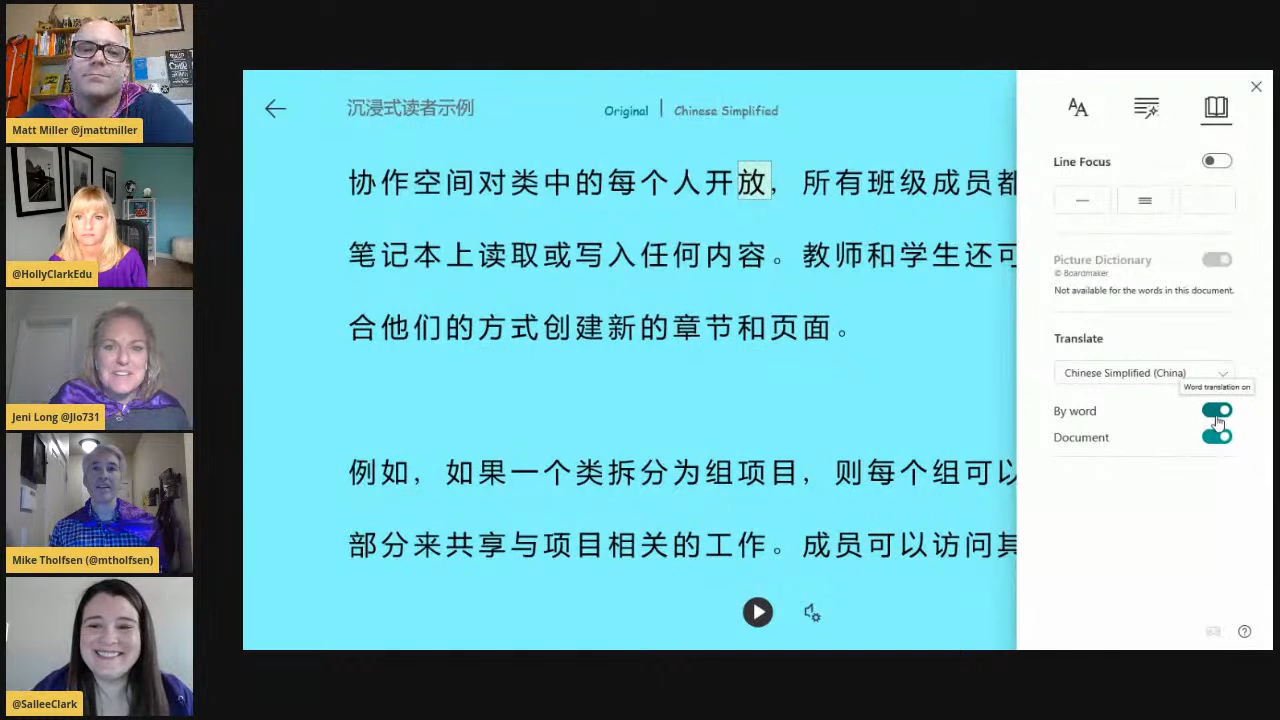 Matt Miller @jmattmiller
@HollyClarkEdu
Jeni Long @Jlo731
Mike Tholfsen (@mtholfsen)
@SalleeClark
沉浸式读者示例
Original | Chinese Simplified
协作空间对类中的每个人开放，所有班级成员都
笔记本上读取或写入任何内容。教师和学生还可
合他们的方式创建新的章节和页面。
例如，如果一个类拆分为组项目，则每个组可以
部分来共享与项目相关的工作。成员可以访问其
AA
Line Focus
Picture Dictionary
© Boardmaker
Not available for the words in this document.
Translate
Chinese Simplified (China)
Word translation on
By word
Document